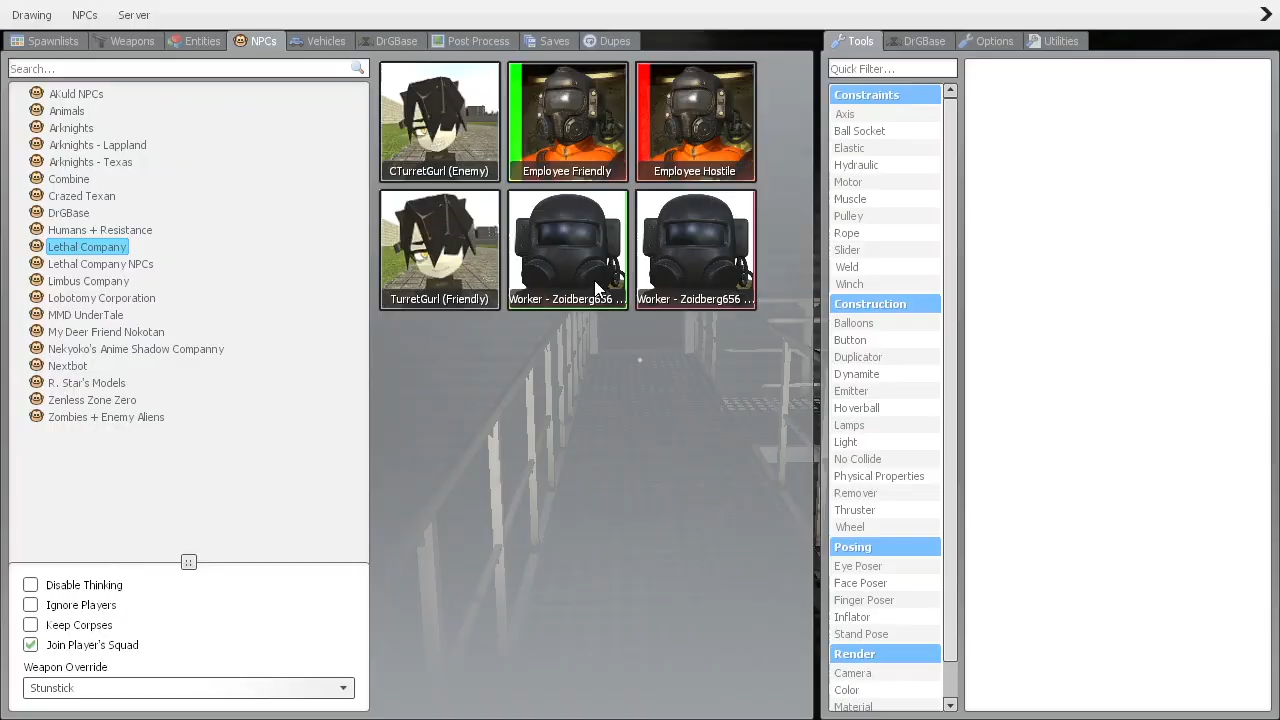 Drawing NPCs Server
Spawnlists Weapons Entities NPCs Vehicles DrGBase Post Process Saves Dupes
Tools DrGBase Options Utilities
Search...
AKuld NPCs
Animals
Arknights
Arknights - Lappland
Arknights - Texas
Combine
Crazed Texan
DrGBase
Humans + Resistance
Lethal Company
Lethal Company NPCs
Limbus Company
Lobotomy Corporation
MMD UnderTale
My Deer Friend Nokotan
Nekyoko's Anime Shadow Companny
Nextbot
R. Star's Models
Zenless Zone Zero
Zombies + Enemy Aliens
Disable Thinking
Ignore Players
Keep Corpses
Join Player's Squad
Weapon Override
Stunstick
CTurretGurl (Enemy)
Employee Friendly
Employee Hostile
TurretGurl (Friendly)
Worker - Zoidberg656 ...
Worker - Zoidberg656 ...
Quick Filter...
Constraints
Axis
Ball Socket
Elastic
Hydraulic
Motor
Muscle
Pulley
Rope
Slider
Weld
Winch
Construction
Balloons
Button
Duplicator
Dynamite
Emitter
Hoverball
Lamps
Light
No Collide
Physical Properties
Remover
Thruster
Wheel
Posing
Eye Poser
Face Poser
Finger Poser
Inflator
Stand Pose
Render
Camera
Color
Material